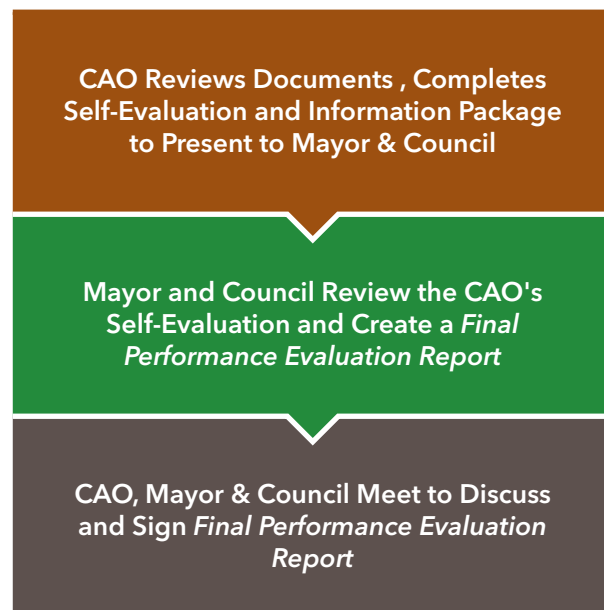 CAO Reviews Documents , Completes
Self-Evaluation and Information Package
to Present to Mayor & Council
Mayor and Council Review the CAO's
Self-Evaluation and Create a Final
Performance Evaluation Report
CAO, Mayor & Council Meet to Discuss
and Sign Final Performance Evaluation
Report